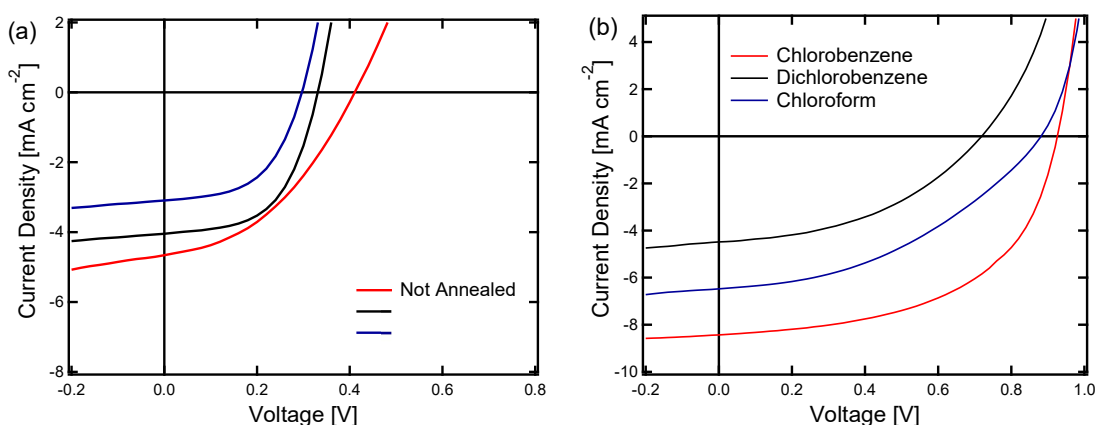 (a)
Current Density [mA cm-2]
2
0
-2
-4
-6
-8
Not Annealed
-0.2 0.0 0.2 0.4 0.6 0.8
Voltage [V]
(b)
Current Density [mA cm-2]
4
2
0
-2
-4
-6
-8
-10
Chlorobenzene
Dichlorobenzene
Chloroform
-0.2 0.0 0.2 0.4 0.6 0.8 1.0
Voltage [V]